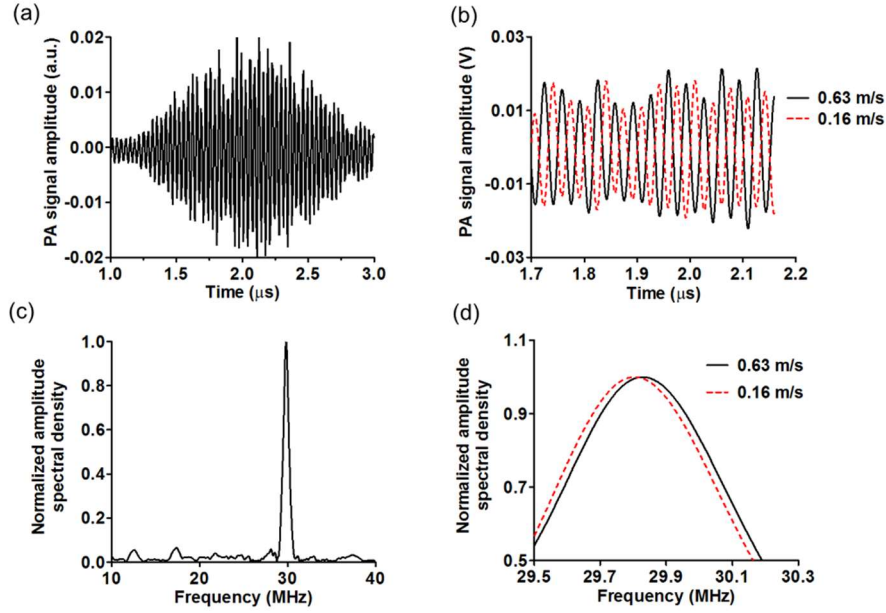 (a)
PA signal amplitude (a.u.)
0.02
0.01
0.00
-0.01
-0.02
1.0 1.5 2.0 2.5 3.0
Time (μs)
(b)
PA signal amplitude (V)
0.03
0.01
-0.01
-0.03
1.7 1.8 1.9 2.0 2.1 2.2
Time (μs)
0.63 m/s
0.16 m/s
(c)
Normalized amplitude
spectral density
1.0
0.8
0.6
0.4
0.2
0.0
10 20 30 40
Frequency (MHz)
(d)
Normalized amplitude
spectral density
1.1
0.9
0.7
0.5
29.5 29.7 29.9 30.1 30.3
Frequency (MHz)
0.63 m/s
0.16 m/s